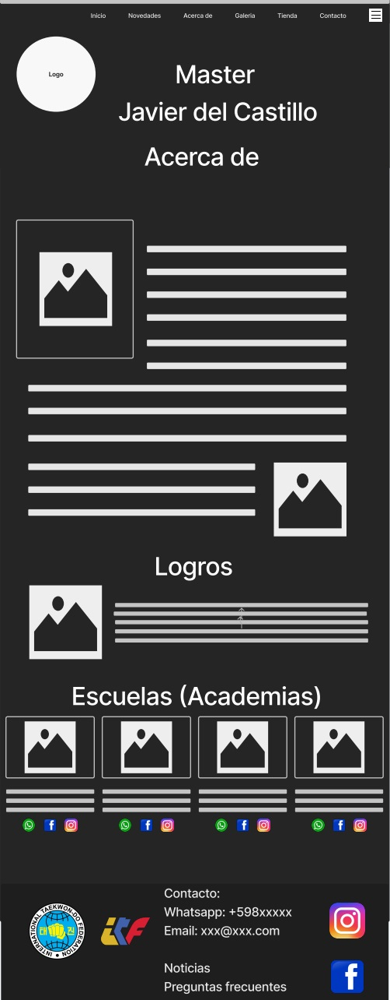 Inicio
Novedades
Acerca de
Galeria
Tienda
Contacto
Logo
Master
Javier del Castillo
Acerca de
Logros
Escuelas (Academias)
INTERNATIONAL TAEKWON-DO FEDERATION
태 권
ITF
Contacto:
Whatsapp: +598xxxxx
Email: xxx@xxx.com
Noticias
Preguntas frecuentes